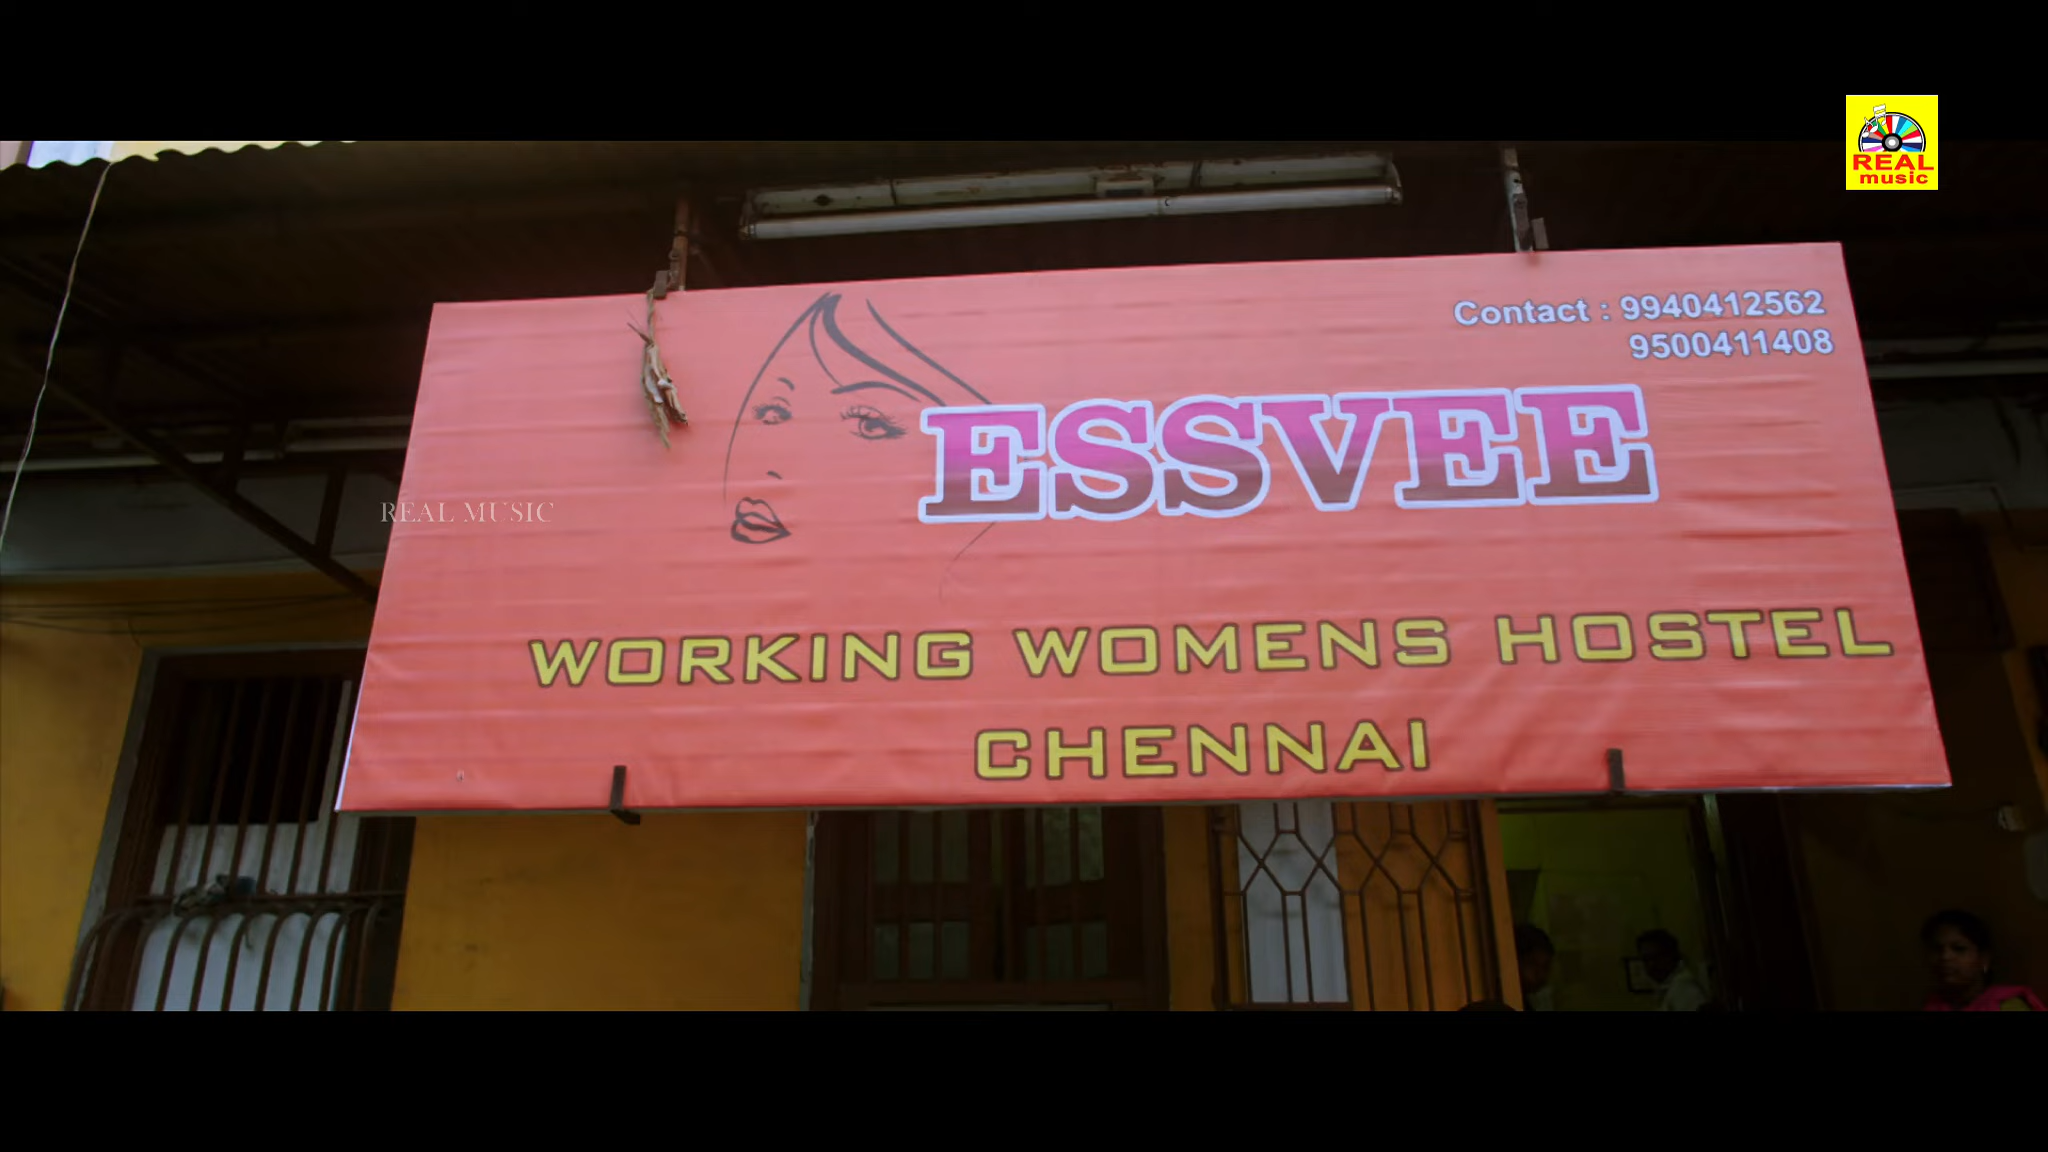 REAL
music
Contact : 9940412562
9500411408
ESSVEE
REAL MUSIC
WORKING WOMENS HOSTEL
CHENNAI